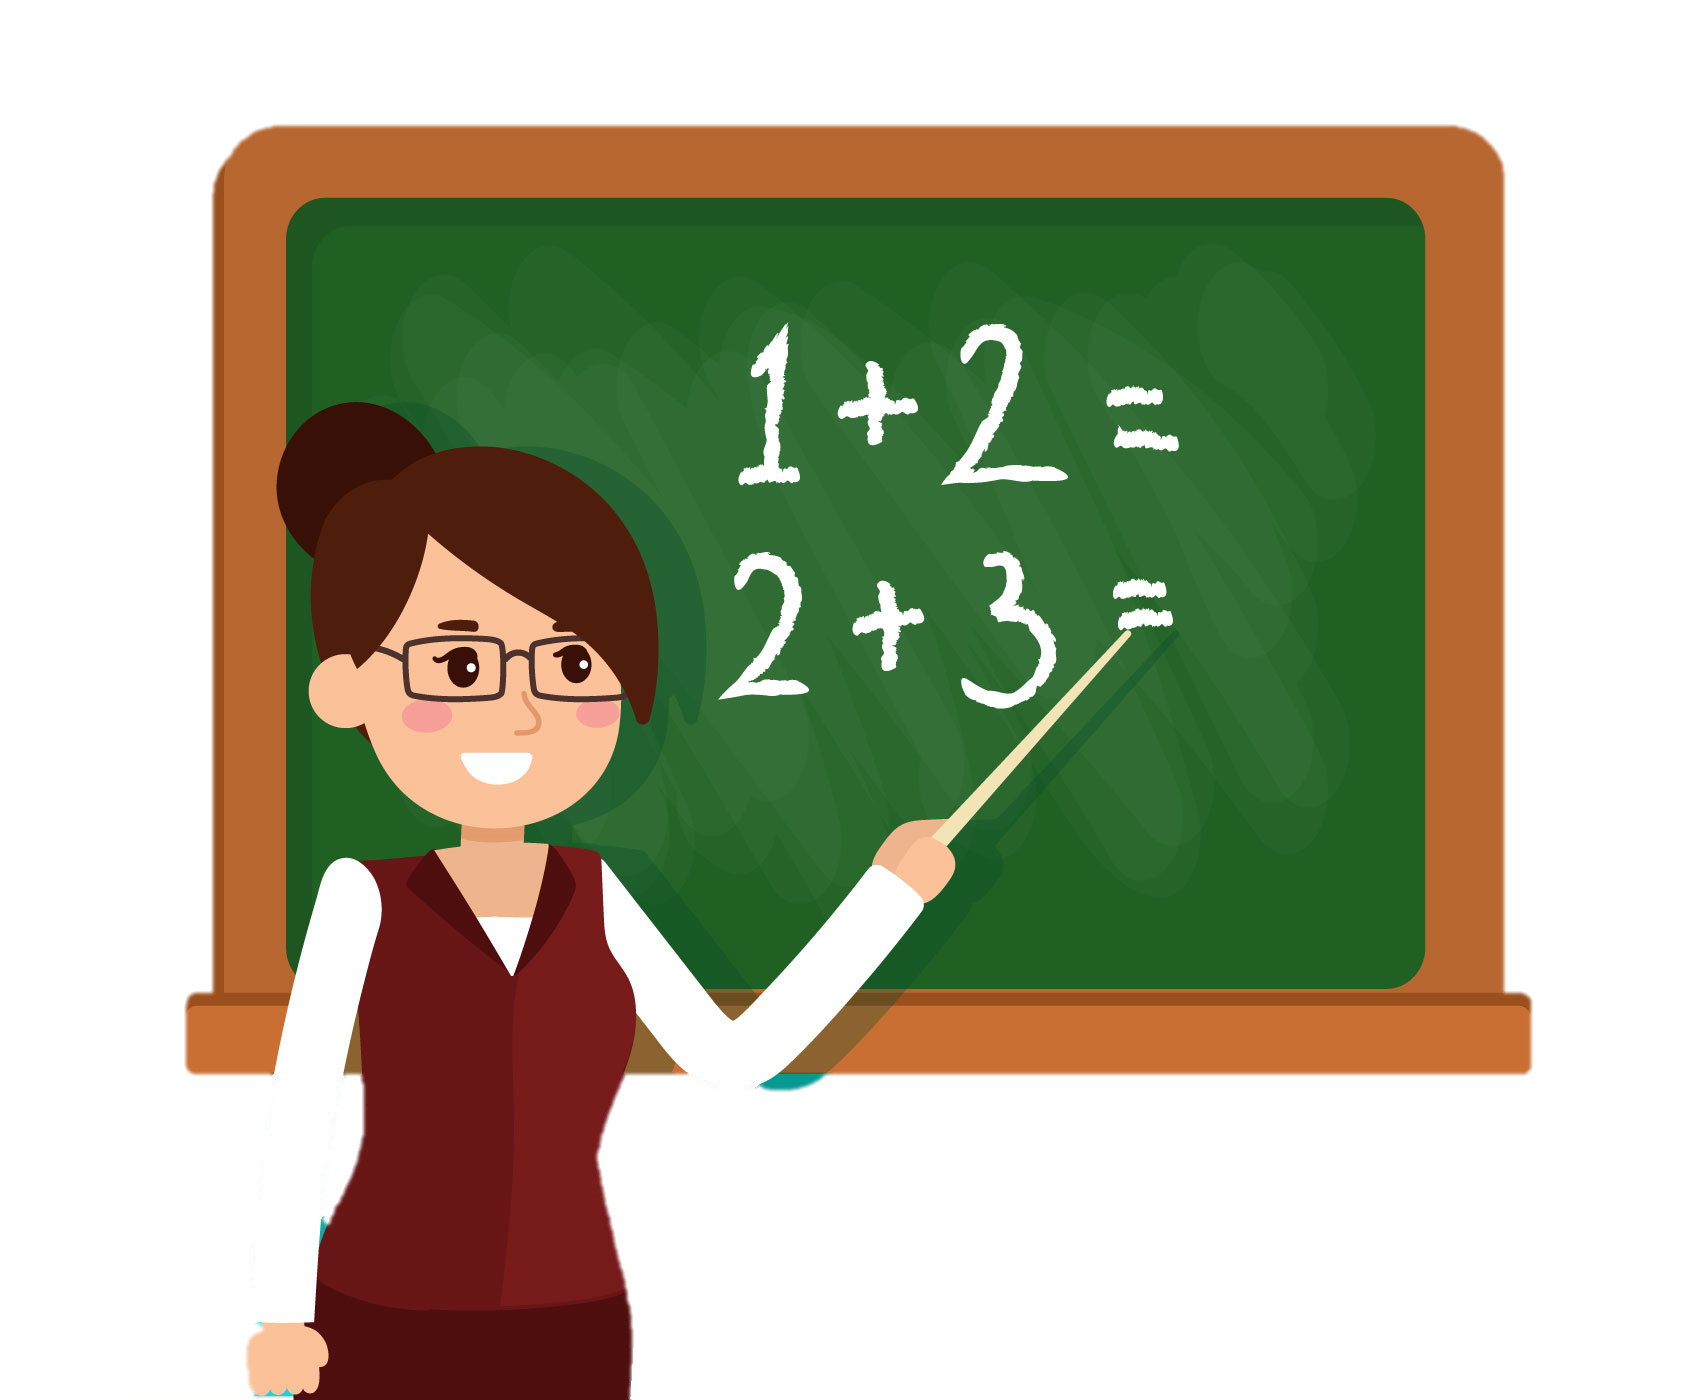 1 + 2 =
2 + 3 =